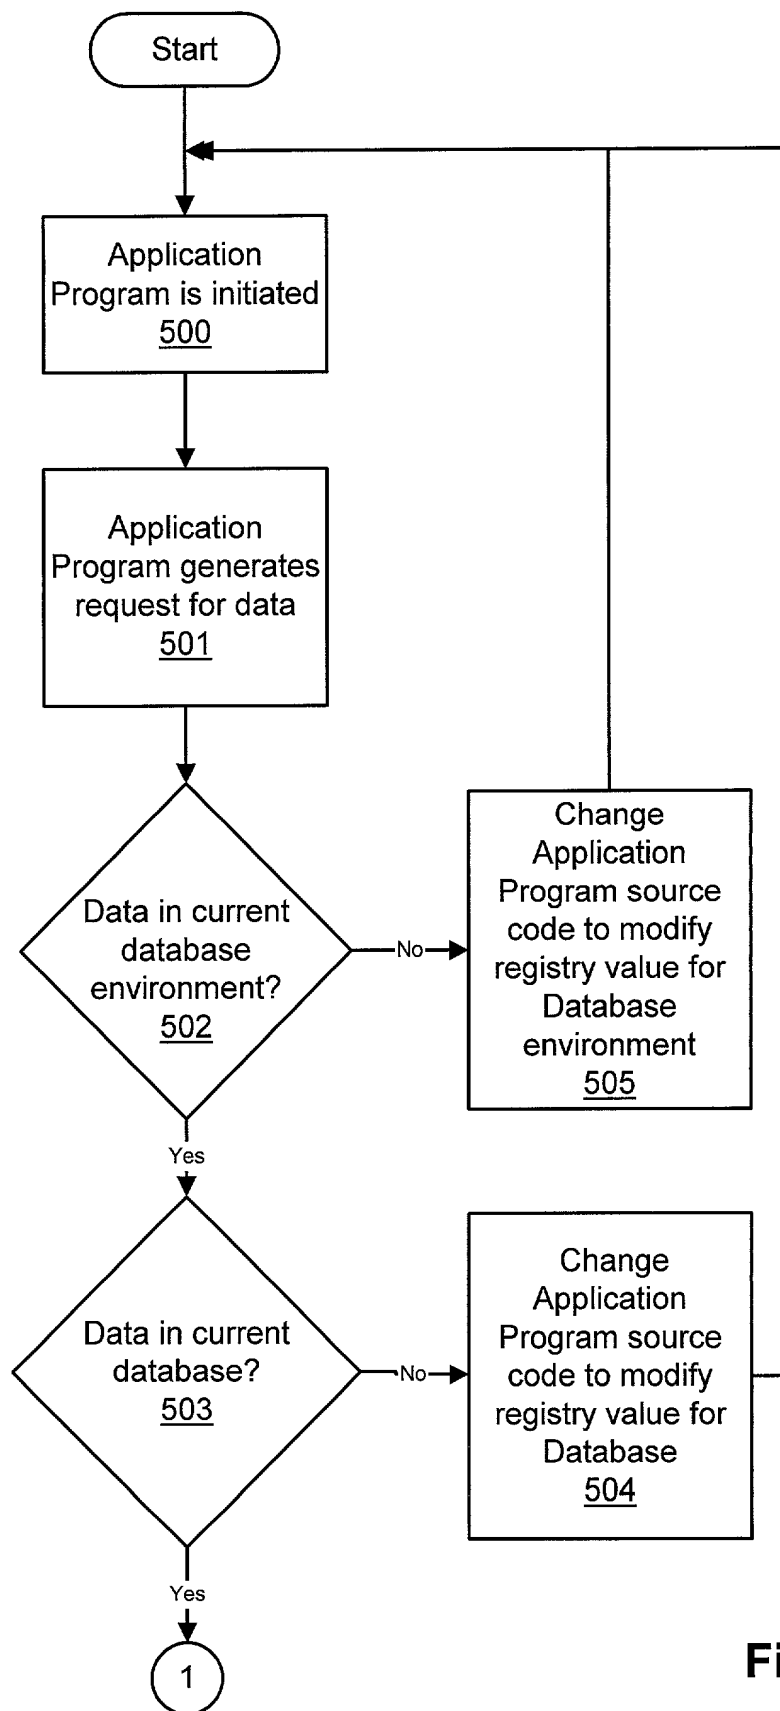 Start
Application
Program is initiated
500
Application
Program generates
request for data
501
Data in current
database
environment?
502
No
Change
Application
Program source
code to modify
registry value for
Database
environment
505
Yes
Data in current
database?
503
No
Change
Application
Program source
code to modify
registry value for
Database
504
Yes
1